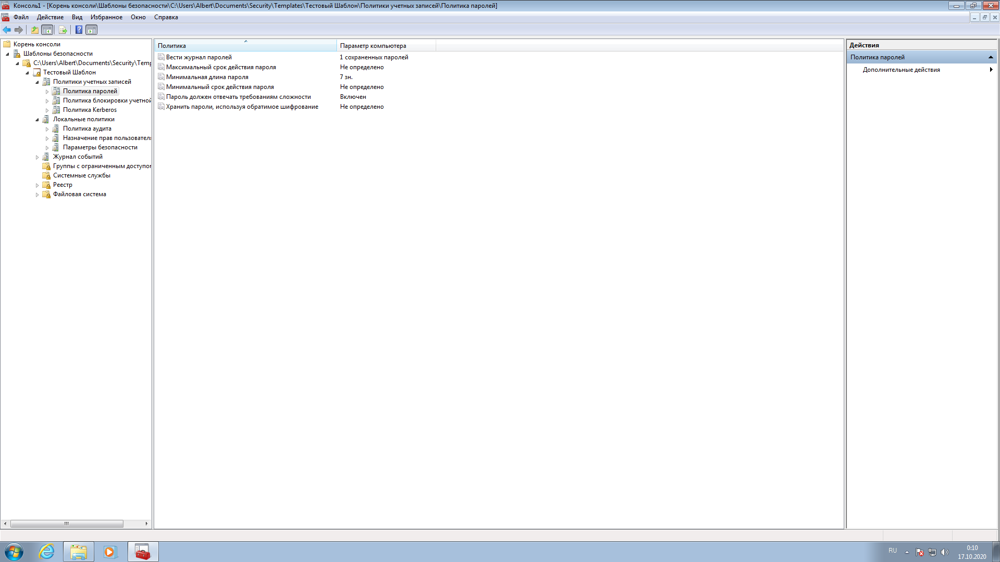 Консоль1 - [Корень консоли\Шаблоны безопасности\C:\Users\Albert\Documents\Security\Templates\Тестовый Шаблон\Политики учетных записей\Политика паролей]
Файл Действие Вид Избранное Окно Справка
Корень консоли
Шаблоны безопасности
C:\Users\Albert\Documents\Security\Temp
Тестовый Шаблон
Политики учетных записей
Политика паролей
Политика блокировки учетной
Политика Kerberos
Локальные политики
Политика аудита
Назначение прав пользователя
Параметры безопасности
Журнал событий
Группы с ограниченным доступом
Системные службы
Реестр
Файловая система
Политика Параметр компьютера
Вести журнал паролей 1 сохраненных паролей
Максимальный срок действия пароля Не определено
Минимальная длина пароля 7 зн.
Минимальный срок действия пароля Не определено
Пароль должен отвечать требованиям сложности Включен
Хранить пароли, используя обратимое шифрование Не определено
Действия
Политика паролей
Дополнительные действия
RU
0:10
17.10.2020